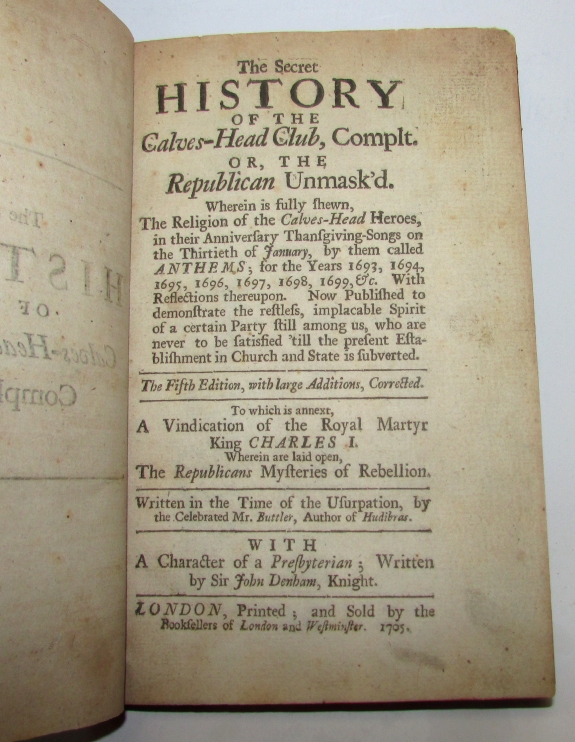 The Secret
HISTORY
OF THE
Calves-Head Club, Complt.
OR, THE
Republican Unmask'd.
Wherein is fully ſhewn,
The Religion of the Calves-Head Heroes,
in their Anniverſary Thanſgiving-Songs on
the Thirtieth of January, by them called
ANTHEMS; for the Years 1693, 1694,
1695, 1696, 1697, 1698, 1699, &c. With
Reflections thereupon. Now Publiſhed to
demonſtrate the reſtleſs, implacable Spirit
of a certain Party ſtill among us, who are
never to be ſatisfied 'till the preſent Eſta-
bliſhment in Church and State is ſubverted.
The Fifth Edition, with large Additions, Corrected.
To which is annext,
A Vindication of the Royal Martyr
King CHARLES I.
Wherein are laid open,
The Republicans Myſteries of Rebellion.
Written in the Time of the Uſurpation, by
the Celebrated Mr. Buttler, Author of Hudibras.
WITH
A Character of a Preſbyterian; Written
by Sir John Denham, Knight.
LONDON, Printed; and Sold by the
Bookſellers of London and Weſtminſter. 1705.